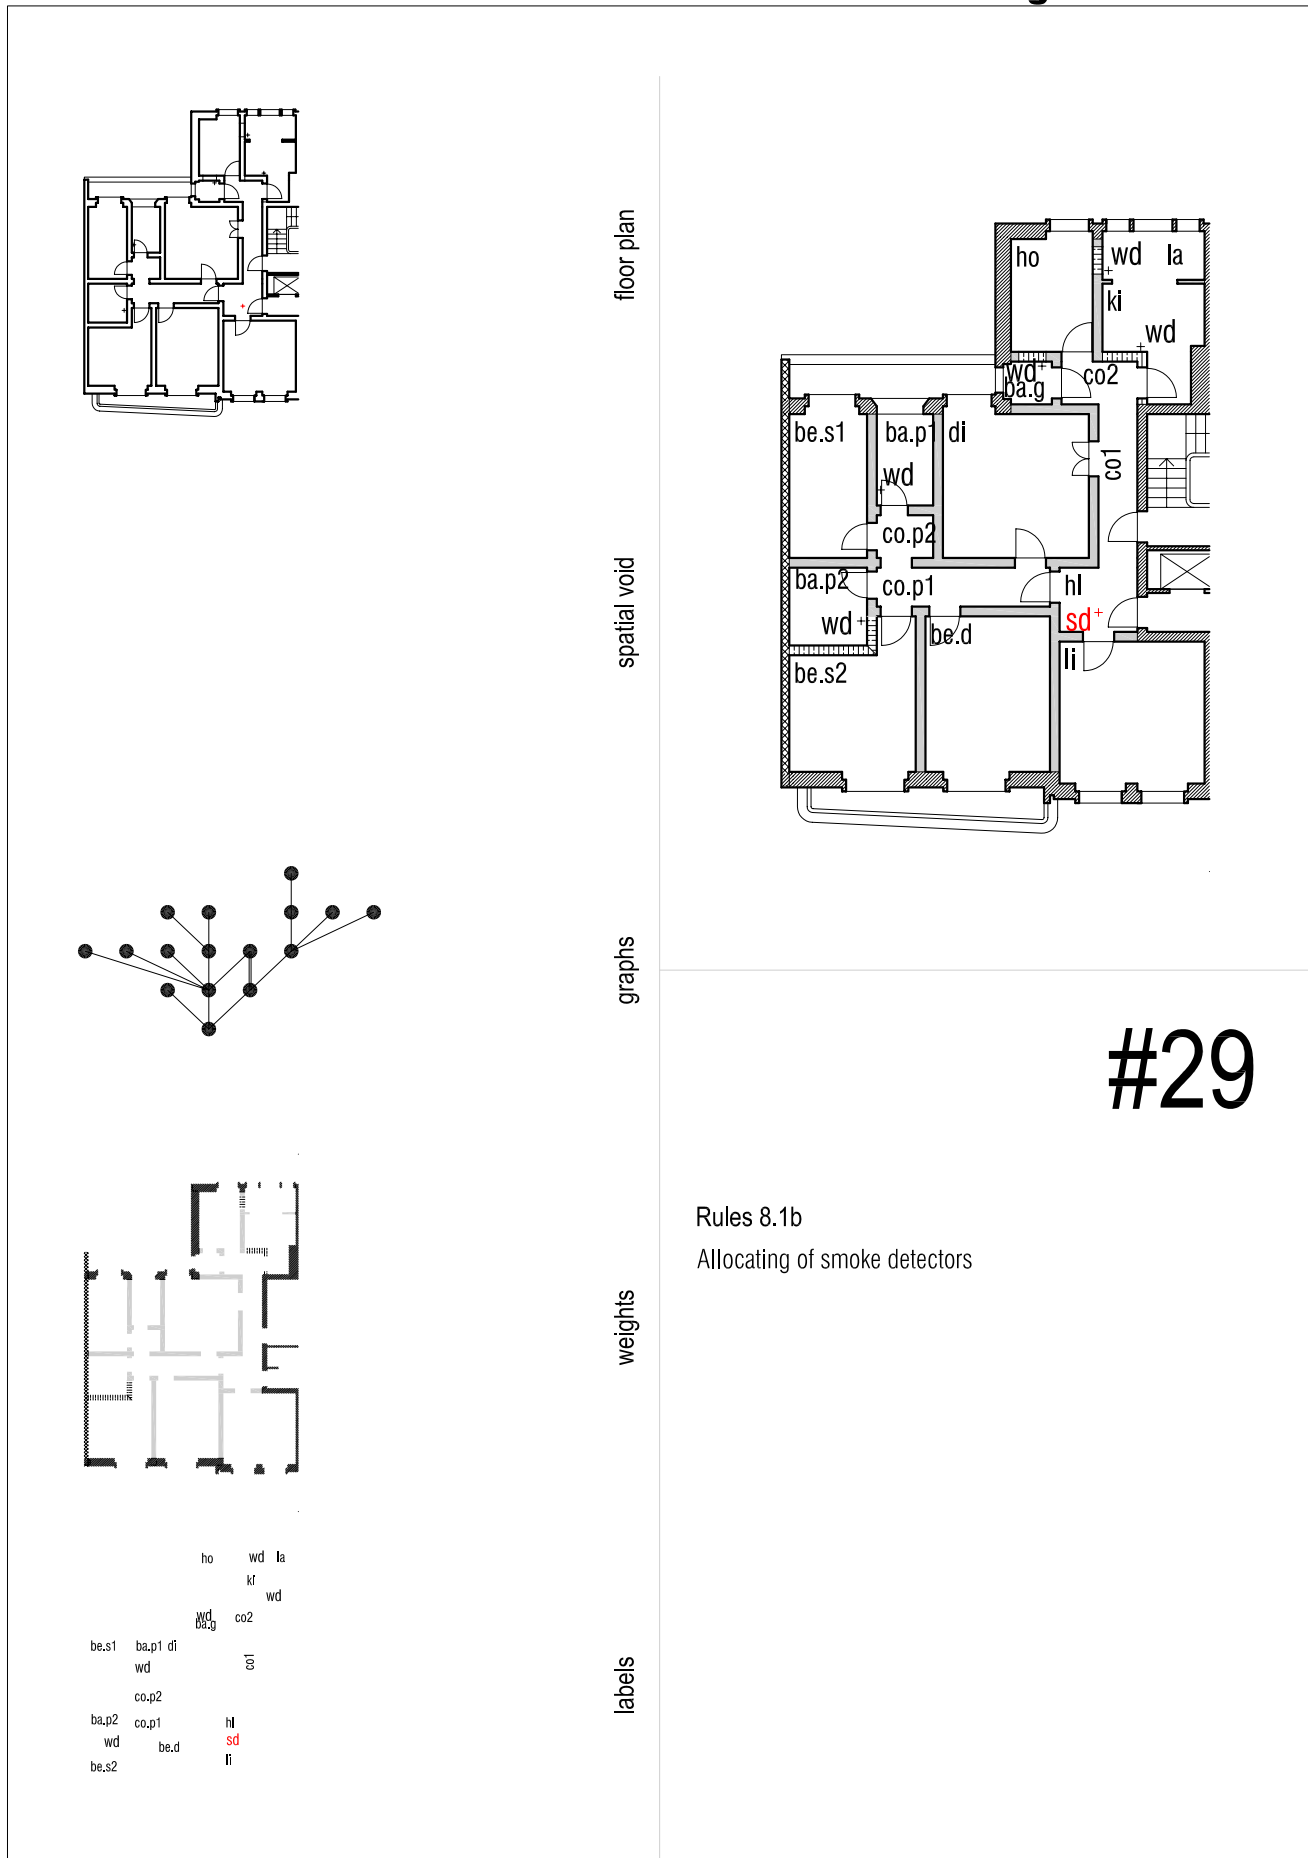 floor plan
spatial void
graphs
weights
labels
ho
wd
la
ki
wd
wd
ba.g
co2
be.s1
ba.p1
di
wd
co1
co.p2
ba.p2
co.p1
hl
wd
be.d
sd
li
be.s2
#29
Rules 8.1b
Allocating of smoke detectors
ho
wd
la
ki
wd
wd
ba.g
co2
be.s1
ba.p1
di
wd
co1
co.p2
ba.p2
co.p1
hl
wd
be.d
sd
li
be.s2